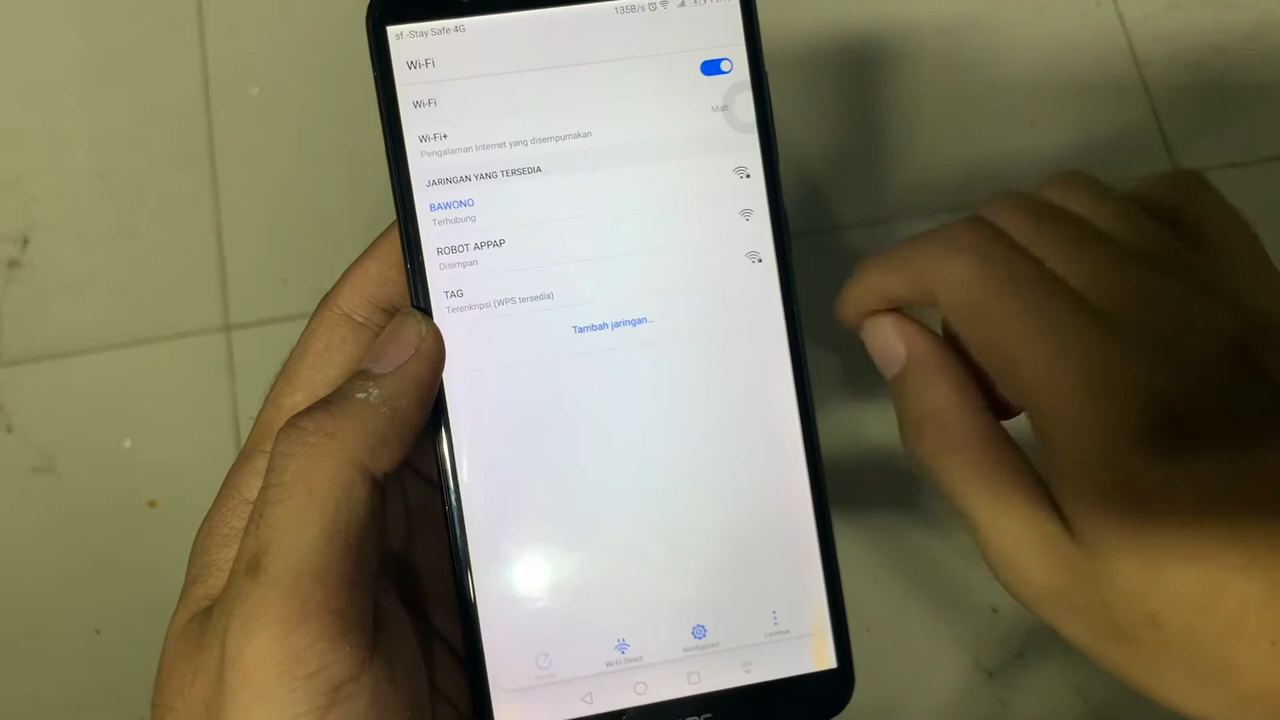 sf.-Stay Safe 4G
135B/s
Wi-Fi
Wi-Fi
Wi-Fi+
Mati
Pengalaman Internet yang disempurnakan
JARINGAN YANG TERSEDIA
BAWONO
Terhubung
ROBOT APPAP
Disimpan
TAG
Terenkripsi (WPS tersedia)
Tambah jaringan...
Wi-Fi Direct
Konfigurasi
Lainnya